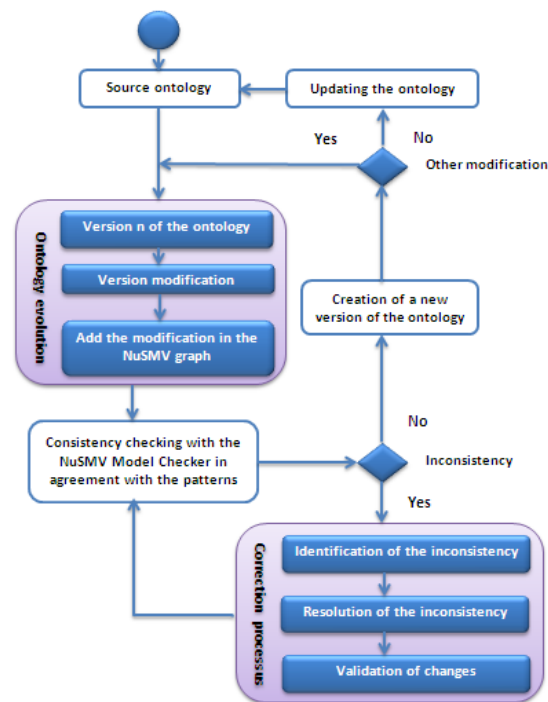 Source ontology
Updating the ontology
Yes
No
Other modification
Ontology evolution
Version n of the ontology
Version modification
Add the modification in the
NuSMV graph
Creation of a new
version of the ontology
No
Consistency checking with the
NuSMV Model Checker in
agreement with the patterns
Inconsistency
Yes
Correction processus
Identification of the inconsistency
Resolution of the inconsistency
Validation of changes